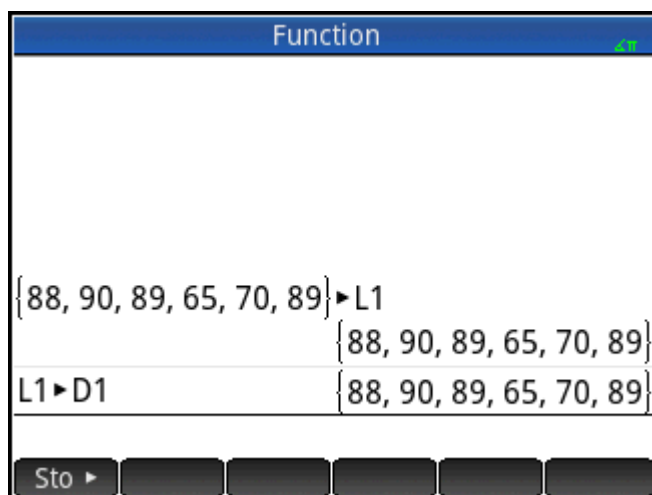 Function
∡π
{88, 90, 89, 65, 70, 89}▶L1
{88, 90, 89, 65, 70, 89}
L1▶D1 {88, 90, 89, 65, 70, 89}
Sto ▶